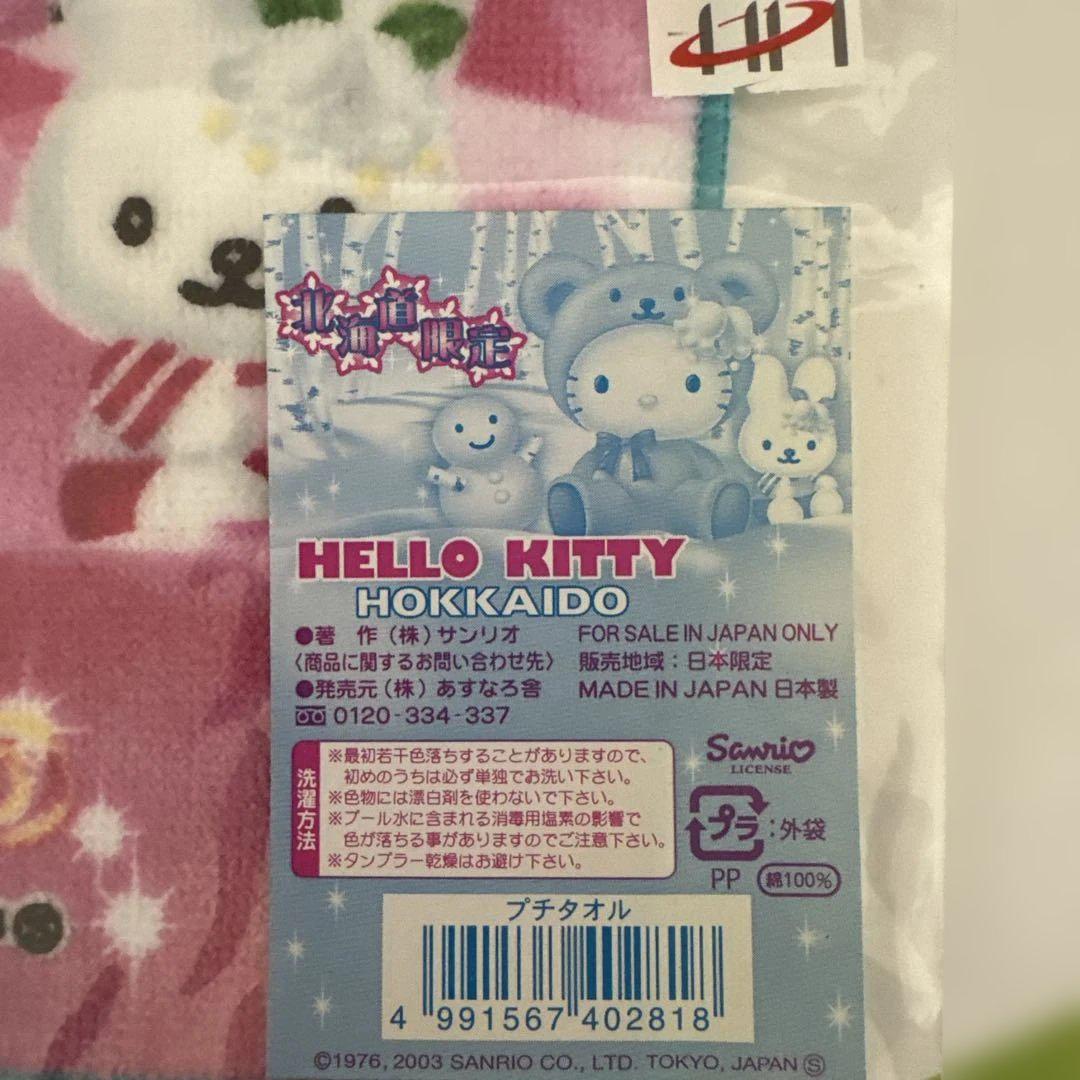 HPI
北海道限定
HELLO KITTY
HOKKAIDO
●著 作(株)サンリオ
〈商品に関するお問い合わせ先〉
●発売元(株)あすなろ舎
0120-334-337
FOR SALE IN JAPAN ONLY
販売地域:日本限定
MADE IN JAPAN 日本製
洗濯方法
※最初若干色落ちすることがありますので、
初めのうちは必ず単独でお洗い下さい。
※色物には漂白剤を使わないで下さい。
※プール水に含まれる消毒用塩素の影響で
色が落ちる事がありますのでご注意下さい。
※タンブラー乾燥はお避け下さい。
Sanrio
LICENSE
プラ:外袋
PP 綿100%
プチタオル
4 991567 402818
©1976, 2003 SANRIO CO., LTD. TOKYO, JAPAN Ⓢ